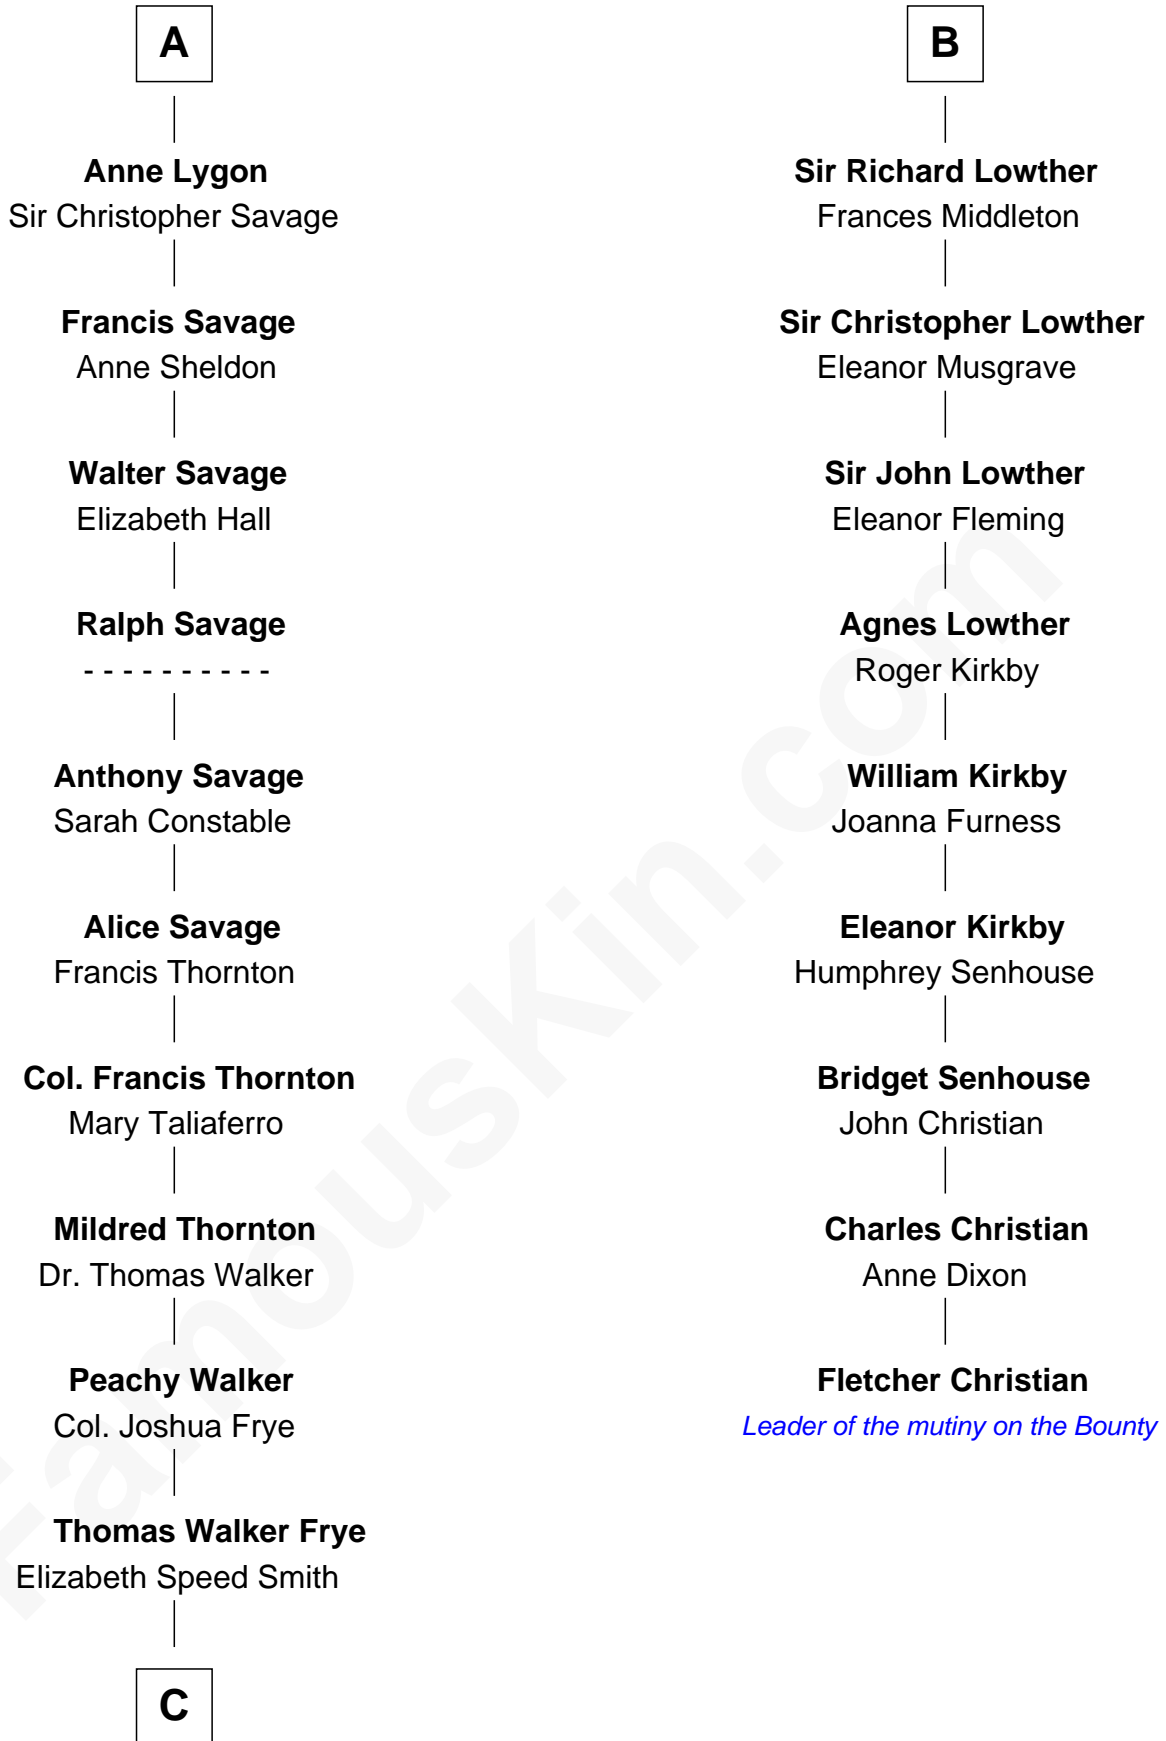 A
Anne Lygon
Sir Christopher Savage
Francis Savage
Anne Sheldon
Walter Savage
Elizabeth Hall
Ralph Savage
- - - - - - - - - -
Anthony Savage
Sarah Constable
Alice Savage
Francis Thornton
Col. Francis Thornton
Mary Taliaferro
Mildred Thornton
Dr. Thomas Walker
Peachy Walker
Col. Joshua Frye
Thomas Walker Frye
Elizabeth Speed Smith
C
B
Sir Richard Lowther
Frances Middleton
Sir Christopher Lowther
Eleanor Musgrave
Sir John Lowther
Eleanor Fleming
Agnes Lowther
Roger Kirkby
William Kirkby
Joanna Furness
Eleanor Kirkby
Humphrey Senhouse
Bridget Senhouse
John Christian
Charles Christian
Anne Dixon
Fletcher Christian
Leader of the mutiny on the Bounty
FamousKin.com